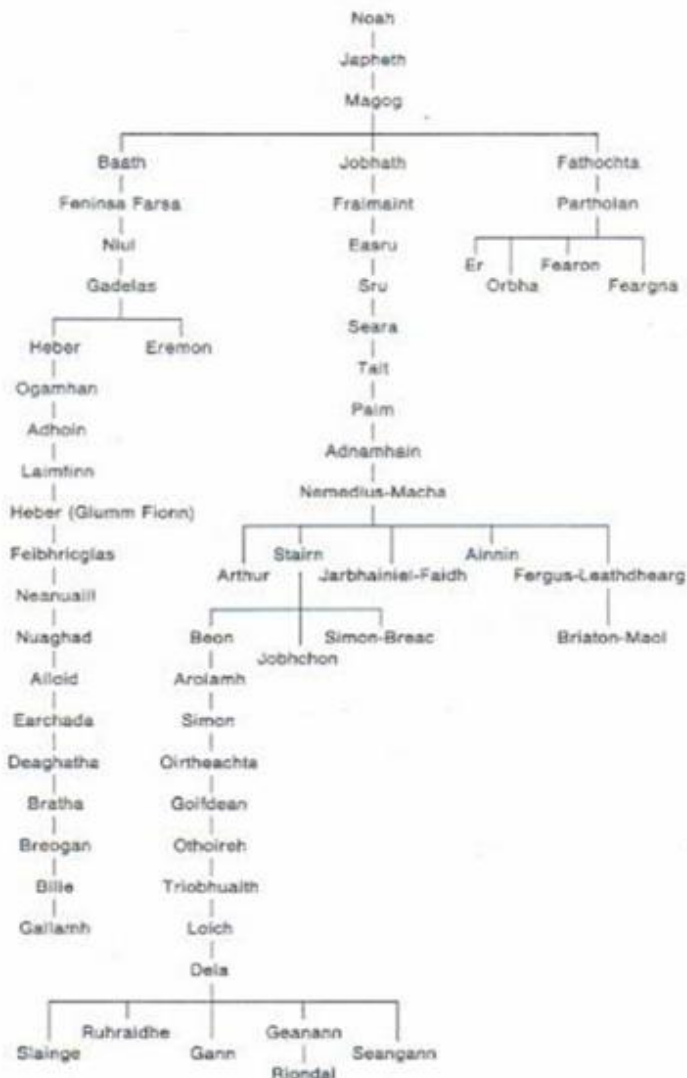 Noah
Japheth
Magog
Baath Jobhath Fathochta
Feninsa Farsa Fraimaint Partholan
Niul Easru Er Fearon
Orbha Feargna
Gadelas Sru
Seara
Heber Eremon Tait
Ogamhan Paim
Adhoin Adnamhain
Laimfinn Nemedius-Macha
Heber (Glumm Fionn)
Feibhricglas Stairn Ainnin
Arthur Jarbhainiel-Faidh Fergus-Leathdhearg
Neanuaill
Nuaghad Beon Simon-Breac Briaton-Maol
Jobhchon
Alloid Arolamh
Earchada Simon
Deaghatha Oirtheachta
Bratha Goifdean
Breogan Othoireh
Bille Triobhuaith
Gallamh Loich
Dela
Ruhraidhe Geanann
Slainge Gann Seangann
Riondal